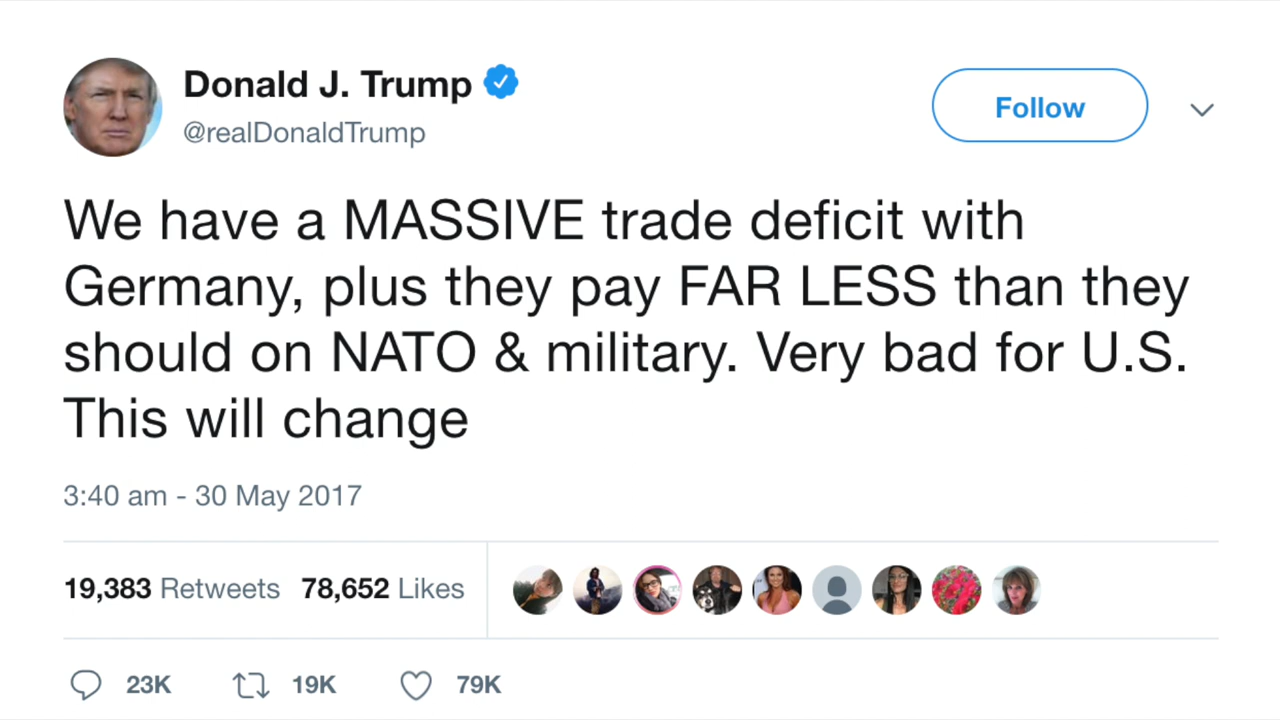 Donald J. Trump
@realDonaldTrump
Follow
We have a MASSIVE trade deficit with
Germany, plus they pay FAR LESS than they
should on NATO & military. Very bad for U.S.
This will change
3:40 am - 30 May 2017
19,383 Retweets 78,652 Likes
23K 19K 79K